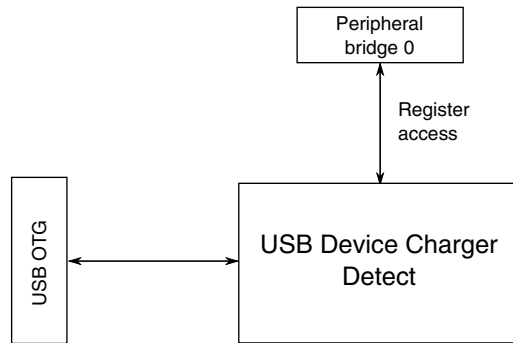 Peripheral
bridge 0
Register
access
USB OTG
USB Device Charger
Detect